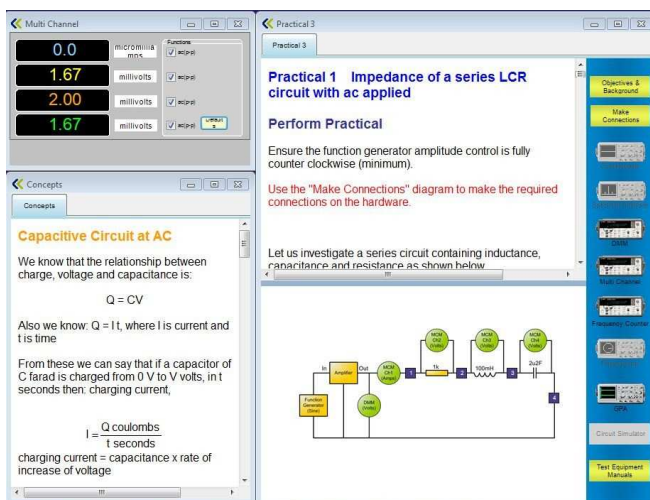 Multi Channel
0.0
micromillia
mps
Functions
ac(p-p)
1.67
millivolts
ac(p-p)
2.00
millivolts
ac(p-p)
1.67
millivolts
ac(p-p)
Concepts
Concepts
Capacitive Circuit at AC
We know that the relationship between
charge, voltage and capacitance is:
Q = CV
Also we know: Q = I t, where I is current and
t is time
From these we can say that if a capacitor of
C farad is charged from 0 V to V volts, in t
seconds then: charging current,
I = Q coulombs
t seconds
charging current = capacitance x rate of
increase of voltage
Practical 3
Practical 3
Practical 1 Impedance of a series LCR
circuit with ac applied
Perform Practical
Ensure the function generator amplitude control is fully
counter clockwise (minimum).
Use the "Make Connections" diagram to make the required
connections on the hardware.
Let us investigate a series circuit containing inductance,
capacitance and resistance as shown below
In
Amplifier
Out
Function
Generator
(Sine)
DMM
(Volts)
MCM
Ch1
(Amps)
1
MCM
Ch2
(Volts)
1k
2
MCM
Ch3
(Volts)
100mH
3
MCM
Ch4
(Volts)
2u2F
4
Objectives &
Background
Make
Connections
DMM
Multi Channel
Frequency Counter
GPA
Circuit Simulator
Test Equipment
Manuals